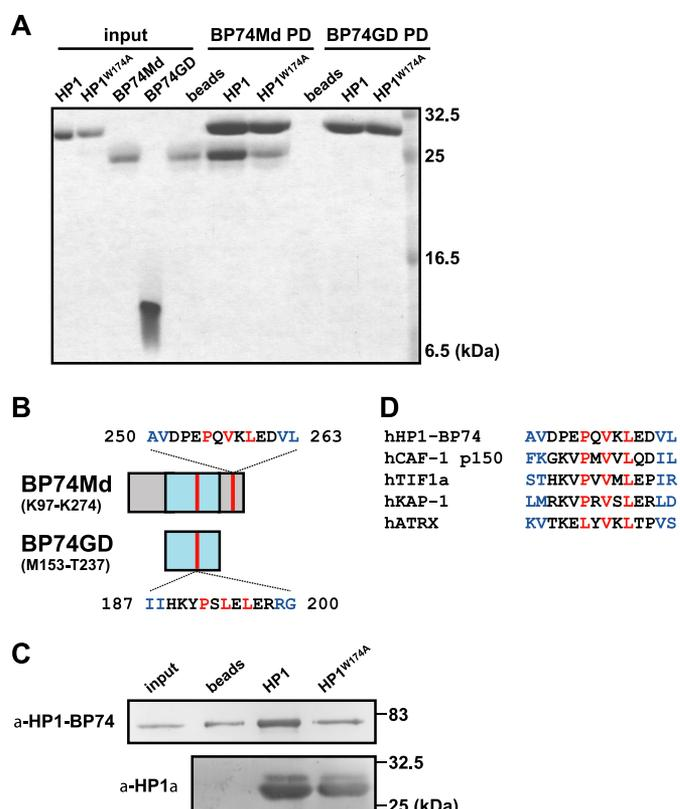 A
input BP74Md PD BP74GD PD
HP1 HP1W174A BP74Md BP74GD beads HP1 HP1W174A beads HP1 HP1W174A
32.5
25
16.5
6.5 (kDa)
B
250 AVDPEPQVKLEDVL 263
BP74Md
(K97-K274)
BP74GD
(M153-T237)
187 IIHKYPSLELERRG 200
D
hHP1-BP74 AVDPEPQVKLEDVL
hCAF-1 p150 FKGKVPMVVLQDIL
hTIF1a STHKVPVVMLEPIR
hKAP-1 LMRKVPRVSLERLD
hATRX KVTKELYVKLTPVS
C
input beads HP1 HP1W174A
a-HP1-BP74 83
32.5
a-HP1a
25 (kDa)